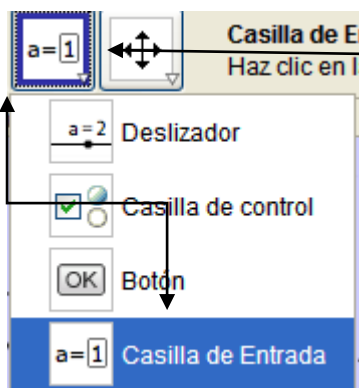 a=1 Casilla de E
Haz clic en l
a=2 Deslizador
Casilla de control
OK Botón
a=1 Casilla de Entrada